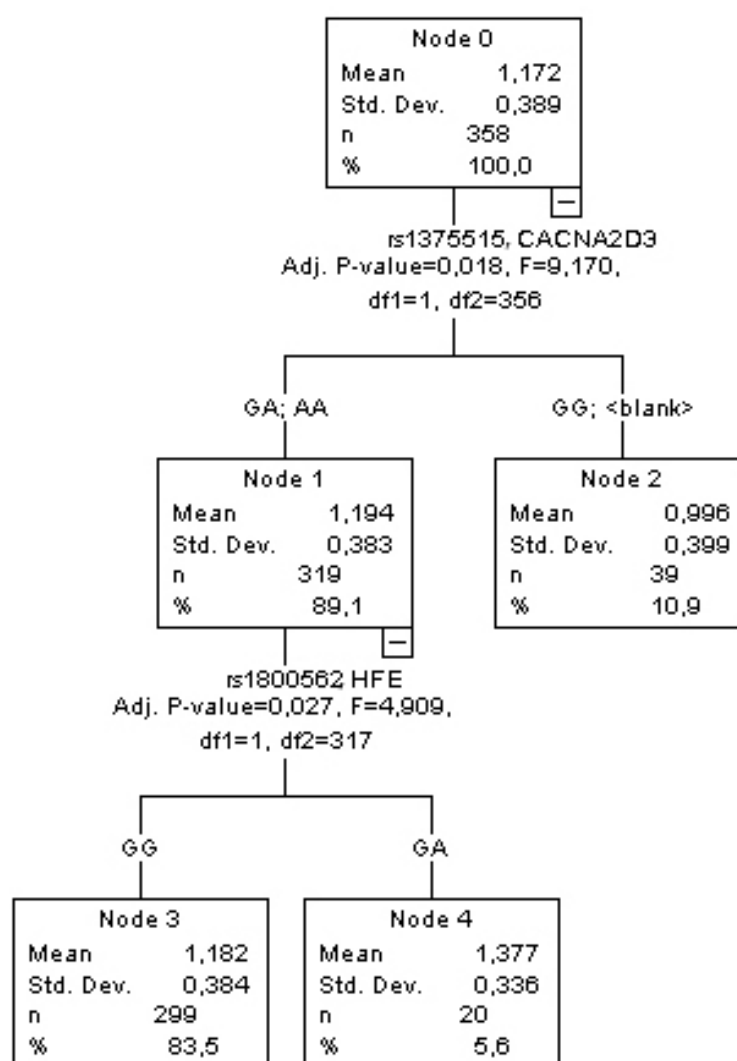 Node 0
Mean 1,172
Std. Dev. 0,389
n 358
% 100,0
rs1375515, CACNA2D3
Adj. P-value=0,018, F=9,170,
df1=1, df2=356
GA; AA
GG; <blank>
Node 1
Mean 1,194
Std. Dev. 0,383
n 319
% 89,1
Node 2
Mean 0,996
Std. Dev. 0,399
n 39
% 10,9
rs1800562, HFE
Adj. P-value=0,027, F=4,909,
df1=1, df2=317
GG
GA
Node 3
Mean 1,182
Std. Dev. 0,384
n 299
% 83,5
Node 4
Mean 1,377
Std. Dev. 0,336
n 20
% 5,6